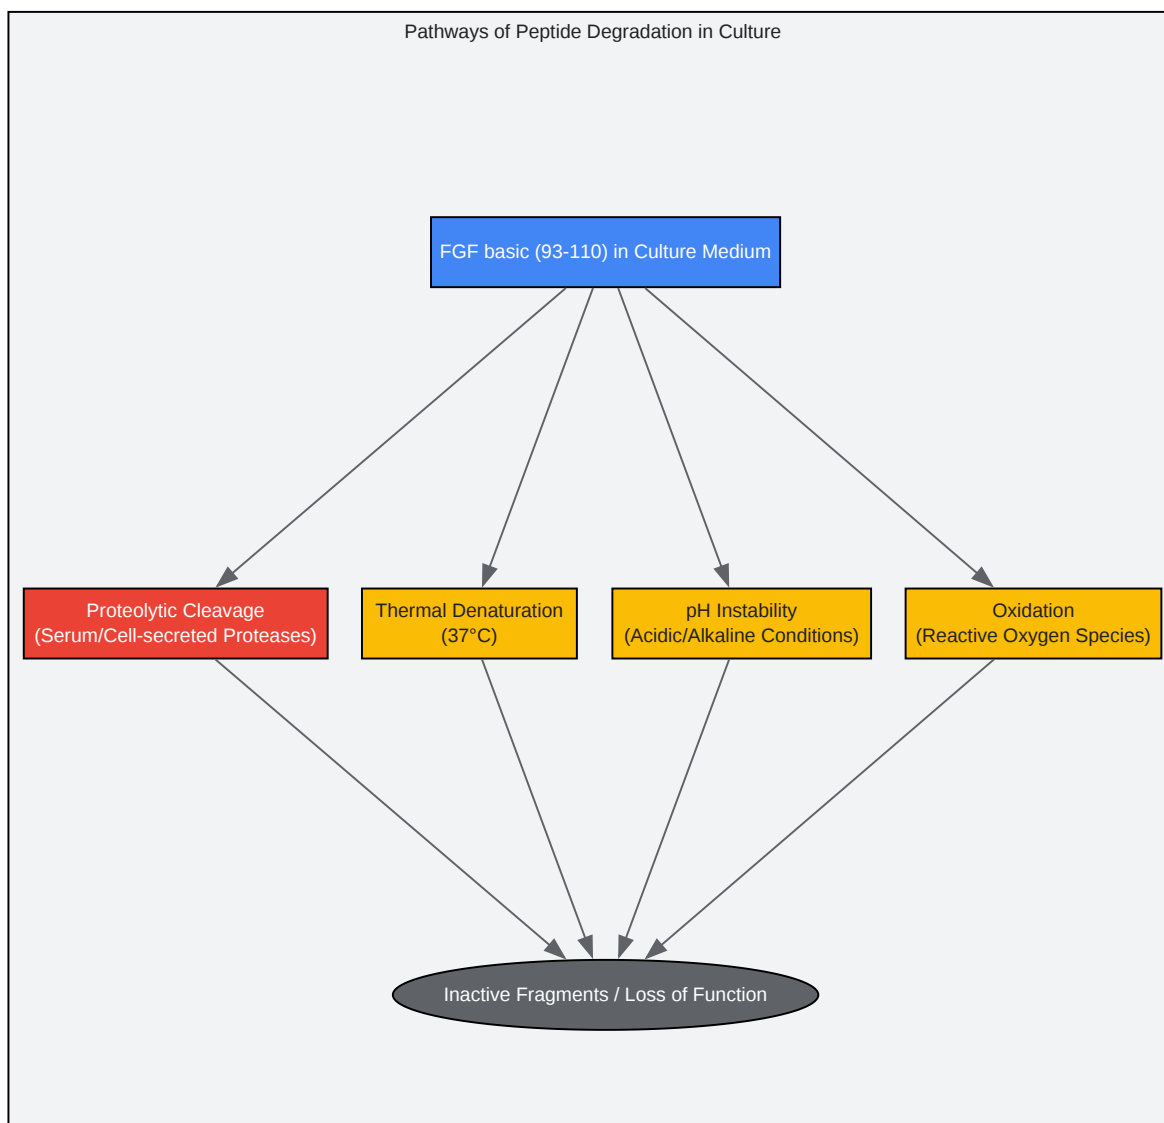 Pathways of Peptide Degradation in Culture
FGF basic (93-110) in Culture Medium
Proteolytic Cleavage
(Serum/Cell-secreted Proteases)
Thermal Denaturation
(37°C)
pH Instability
(Acidic/Alkaline Conditions)
Oxidation
(Reactive Oxygen Species)
Inactive Fragments / Loss of Function